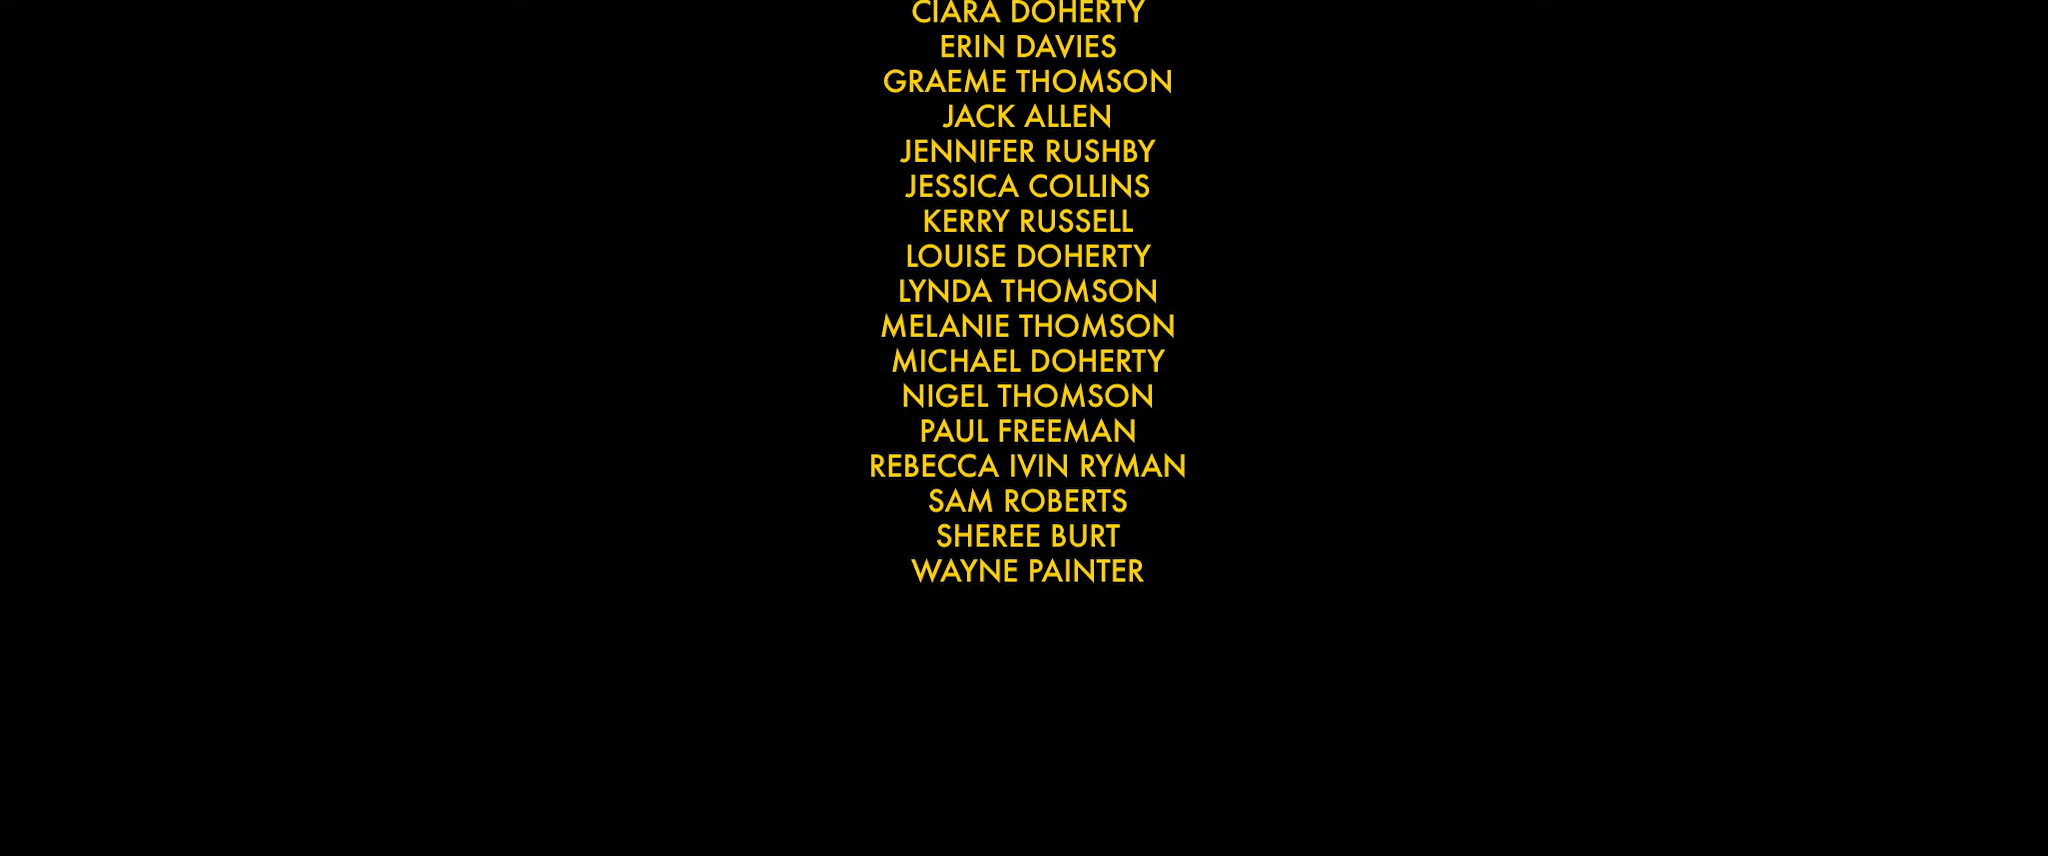 CIARA DOHERTY
ERIN DAVIES
GRAEME THOMSON
JACK ALLEN
JENNIFER RUSHBY
JESSICA COLLINS
KERRY RUSSELL
LOUISE DOHERTY
LYNDA THOMSON
MELANIE THOMSON
MICHAEL DOHERTY
NIGEL THOMSON
PAUL FREEMAN
REBECCA IVIN RYMAN
SAM ROBERTS
SHEREE BURT
WAYNE PAINTER